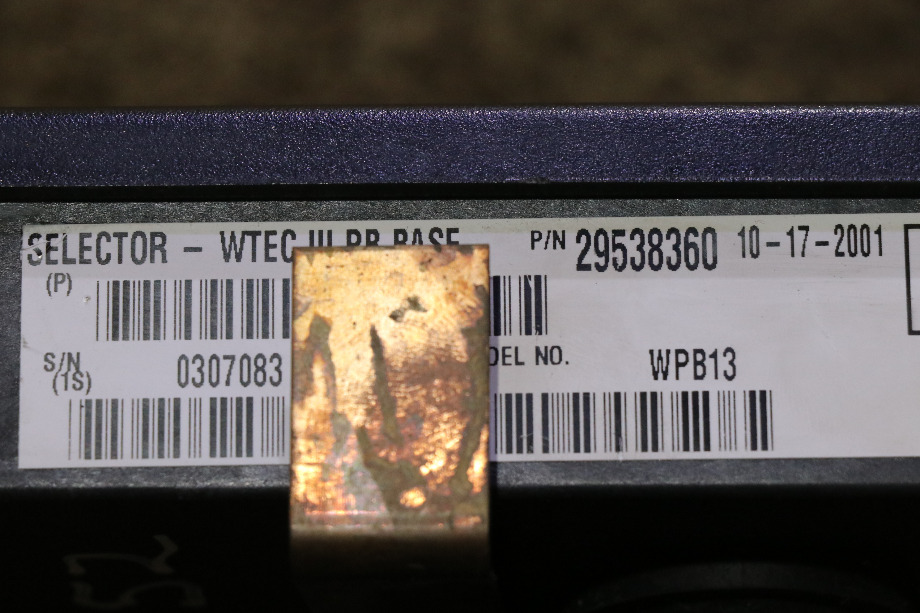 SELECTOR - WTEC III PB BASE P/N 29538360 10-17-2001
(P)
S/N 0307083 DEL NO. WPB13
(1S)